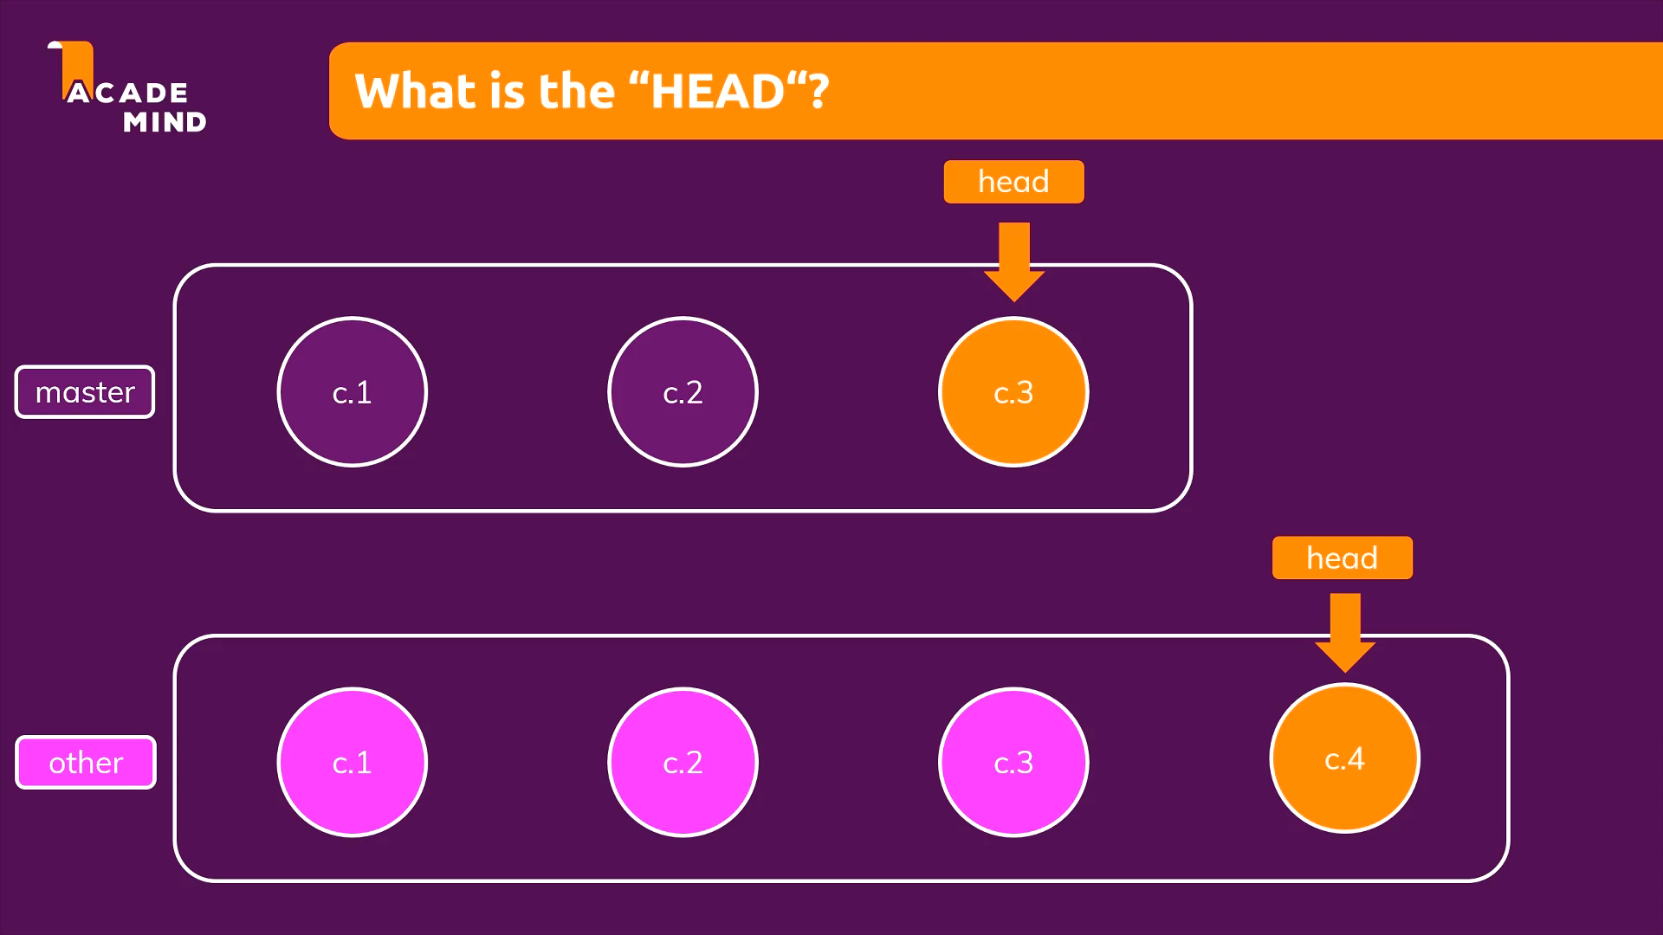 ACADE
MIND
What is the “HEAD“?
head
master
c.1
c.2
c.3
head
other
c.1
c.2
c.3
c.4